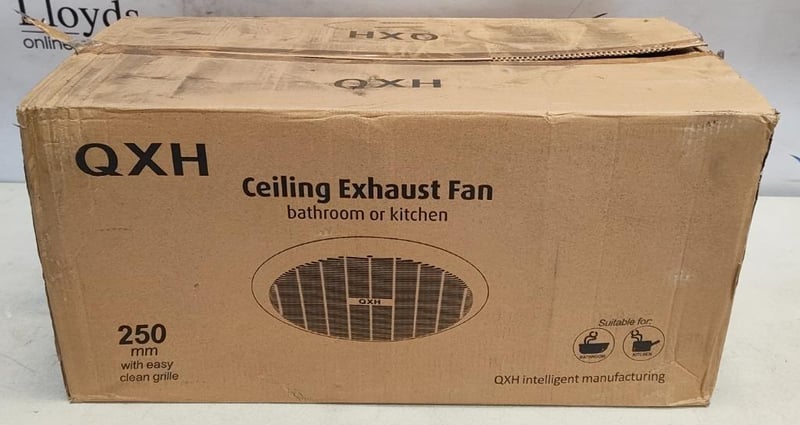 Lloyds
online
QXH
QXH
QXH
Ceiling Exhaust Fan
bathroom or kitchen
QXH
250
mm
with easy
clean grille
Suitable for:
BATHROOM
KITCHEN
QXH intelligent manufacturing